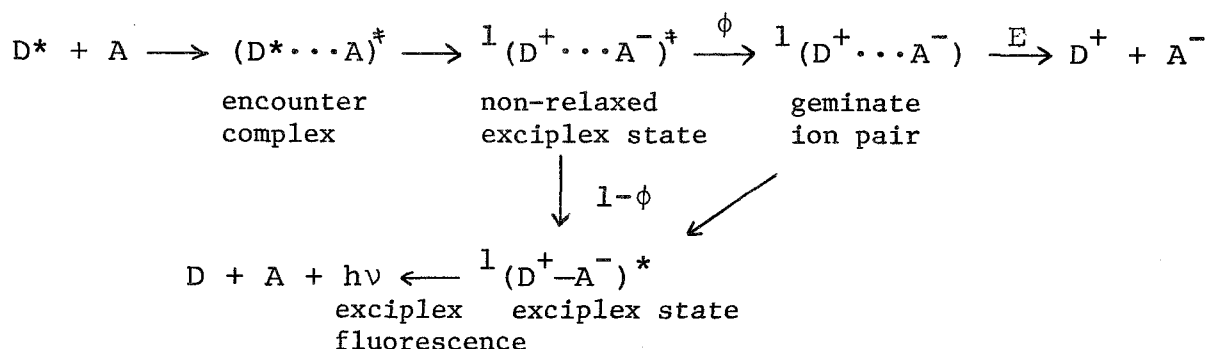 D* + A ⟶ (D*···A)‡ ⟶ ¹(D⁺···A⁻)‡ —ϕ→ ¹(D⁺···A⁻) —E→ D⁺ + A⁻
encounter non-relaxed geminate
complex exciplex state ion pair
1-ϕ
D + A + hν ⟵ ¹(D⁺—A⁻)*
exciplex exciplex state
fluorescence